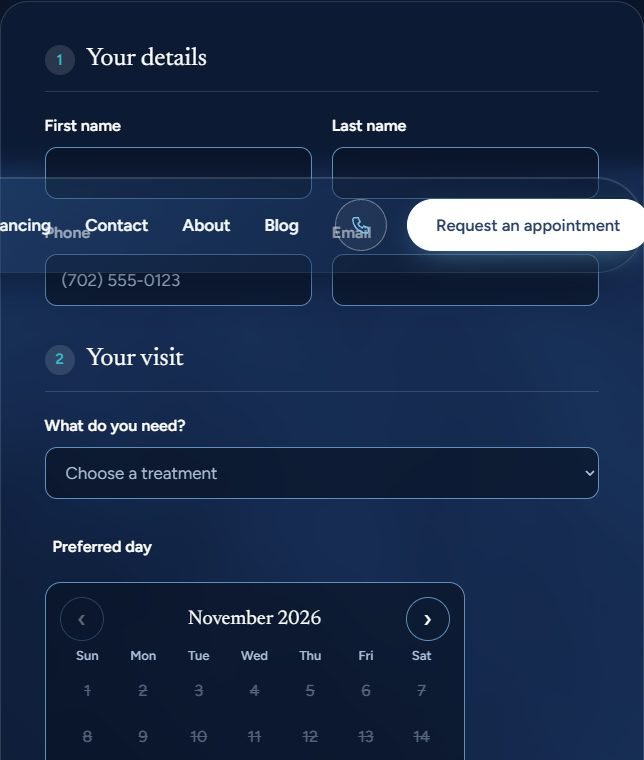 1 Your details
First name Last name
ancing Contact About Blog Request an appointment
Phone Email
(702) 555-0123
2 Your visit
What do you need?
Choose a treatment
Preferred day
‹ November 2026 ›
Sun Mon Tue Wed Thu Fri Sat
1 2 3 4 5 6 7
8 9 10 11 12 13 14